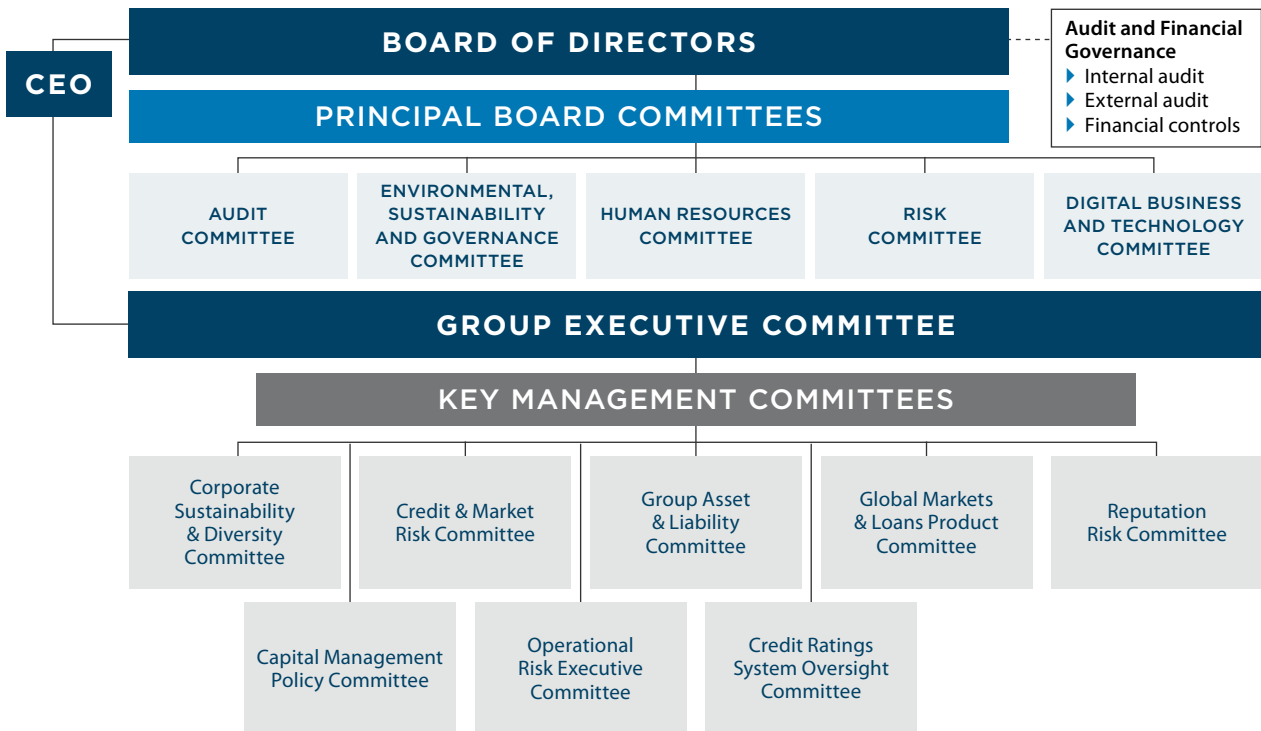 BOARD OF DIRECTORS
Audit and Financial
Governance
Internal audit
External audit
Financial controls
CEO
PRINCIPAL BOARD COMMITTEES
AUDIT
COMMITTEE
ENVIRONMENTAL,
SUSTAINABILITY
AND GOVERNANCE
COMMITTEE
HUMAN RESOURCES
COMMITTEE
RISK
COMMITTEE
DIGITAL BUSINESS
AND TECHNOLOGY
COMMITTEE
GROUP EXECUTIVE COMMITTEE
KEY MANAGEMENT COMMITTEES
Corporate
Sustainability
& Diversity
Committee
Credit & Market
Risk Committee
Group Asset
& Liability
Committee
Global Markets
& Loans Product
Committee
Reputation
Risk Committee
Capital Management
Policy Committee
Operational
Risk Executive
Committee
Credit Ratings
System Oversight
Committee